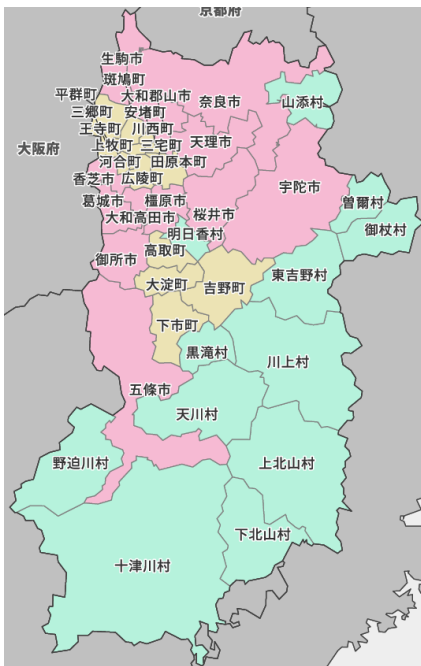 京都府
生駒市
斑鳩町
平群町
大和郡山市
奈良市
山添村
三郷町
安堵町
王寺町
川西町
大阪府
上牧町
三宅町
天理市
河合町
田原本町
香芝市
広陵町
宇陀市
葛城市
橿原市
桜井市
曽爾村
大和高田市
御杖村
明日香村
高取町
御所市
東吉野村
大淀町
吉野町
下市町
黒滝村
川上村
五條市
天川村
野迫川村
上北山村
下北山村
十津川村